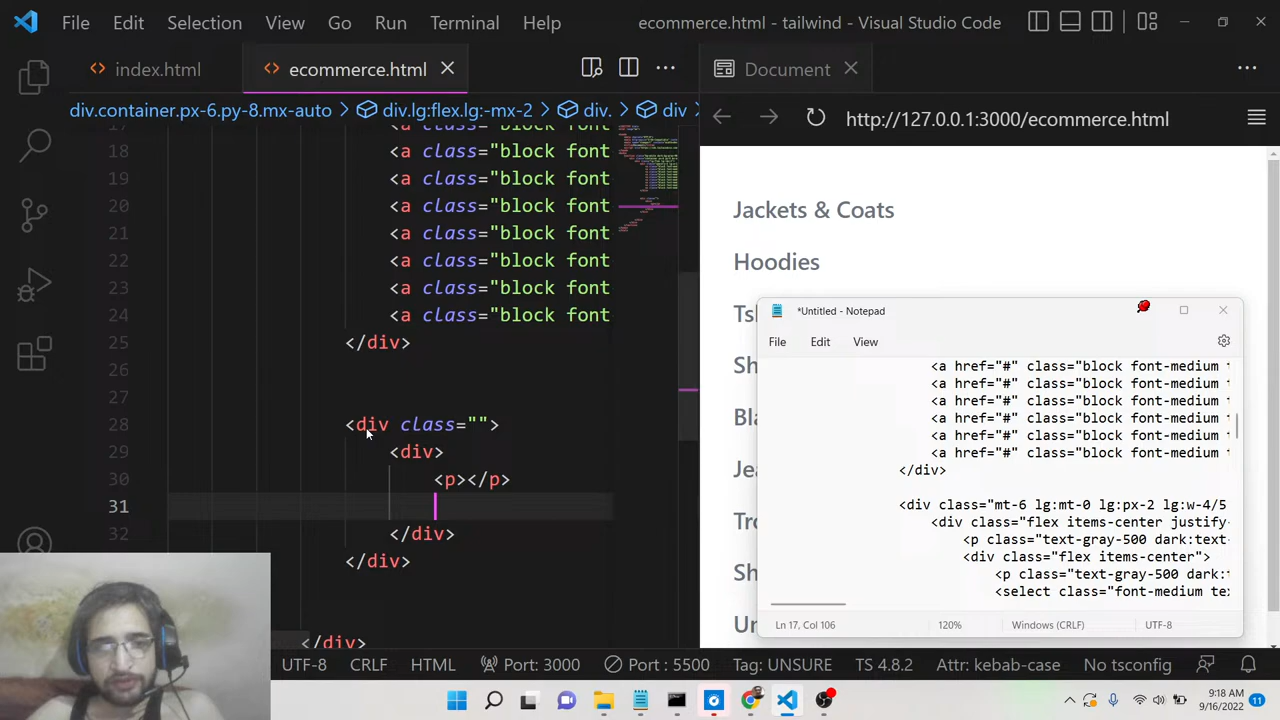 File Edit Selection View Go Run Terminal Help ecommerce.html - tailwind - Visual Studio Code
index.html ecommerce.html Document
div.container.px-6.py-8.mx-auto div.lg:flex.lg:-mx-2 div. div http://127.0.0.1:3000/ecommerce.html
17
18 <a class="block font
19 <a class="block font
20 <a class="block font
21 <a class="block font
22 <a class="block font
23 <a class="block font
24 <a class="block font
25 </div>
26
27
28 <div class="">
29 <div>
30 <p></p>
31
32 </div>
</div>
</div>
Jackets & Coats
Hoodies
*Untitled - Notepad
File Edit View
<a href="#" class="block font-medium
<a href="#" class="block font-medium
<a href="#" class="block font-medium
<a href="#" class="block font-medium
<a href="#" class="block font-medium
<a href="#" class="block font-medium
</div>
<div class="mt-6 lg:mt-0 lg:px-2 lg:w-4/5
<div class="flex items-center justify-
<p class="text-gray-500 dark:text-
<div class="flex items-center">
<p class="text-gray-500 dark:
<select class="font-medium
Ln 17, Col 106 120% Windows (CRLF) UTF-8
UTF-8 CRLF HTML Port: 3000 Port : 5500 Tag: UNSURE TS 4.8.2 Attr: kebab-case No tsconfig
9:18 AM
9/16/2022